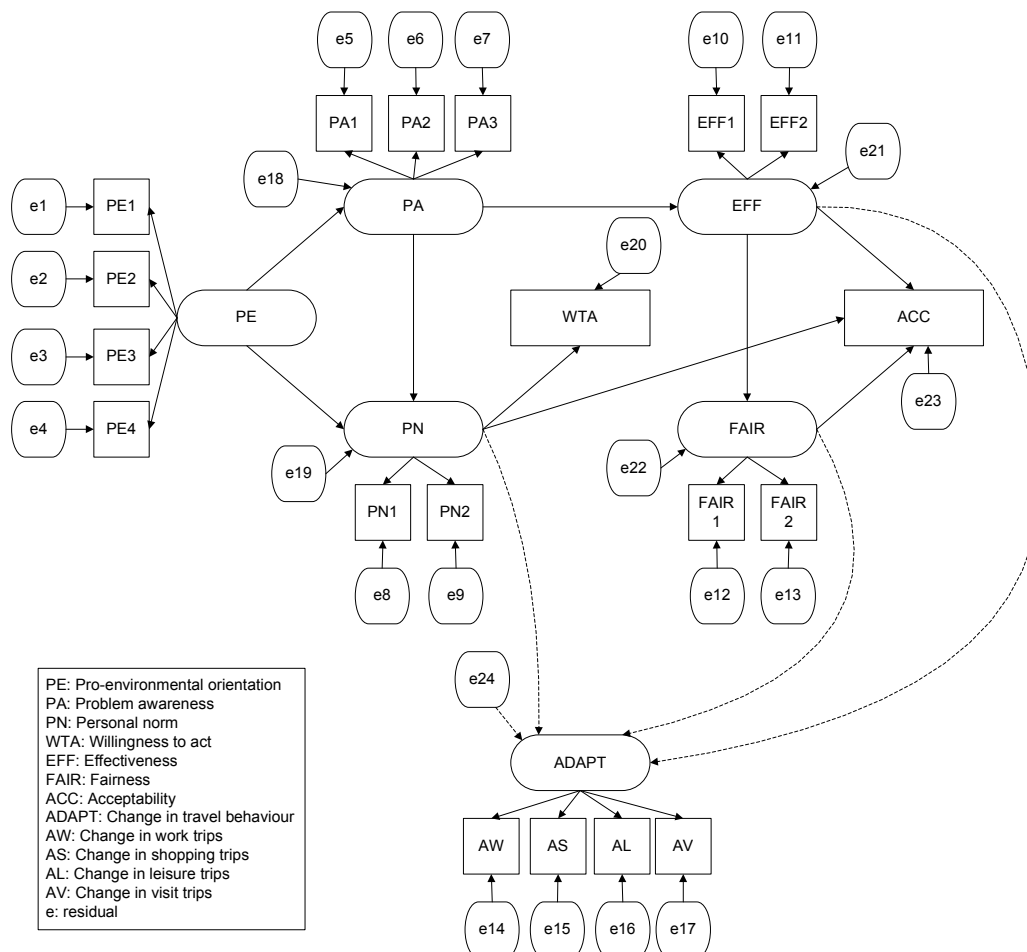 e5
e6
e7
e10
e11
PA1
PA2
PA3
EFF1
EFF2
e18
e21
e1
PE1
PA
EFF
e20
e2
PE2
PE
WTA
ACC
e3
PE3
e23
e4
PE4
PN
FAIR
e19
e22
PN1
PN2
FAIR
1
FAIR
2
e8
e9
e12
e13
e24
ADAPT
AW
AS
AL
AV
e14
e15
e16
e17
PE: Pro-environmental orientation
PA: Problem awareness
PN: Personal norm
WTA: Willingness to act
EFF: Effectiveness
FAIR: Fairness
ACC: Acceptability
ADAPT: Change in travel behaviour
AW: Change in work trips
AS: Change in shopping trips
AL: Change in leisure trips
AV: Change in visit trips
e: residual